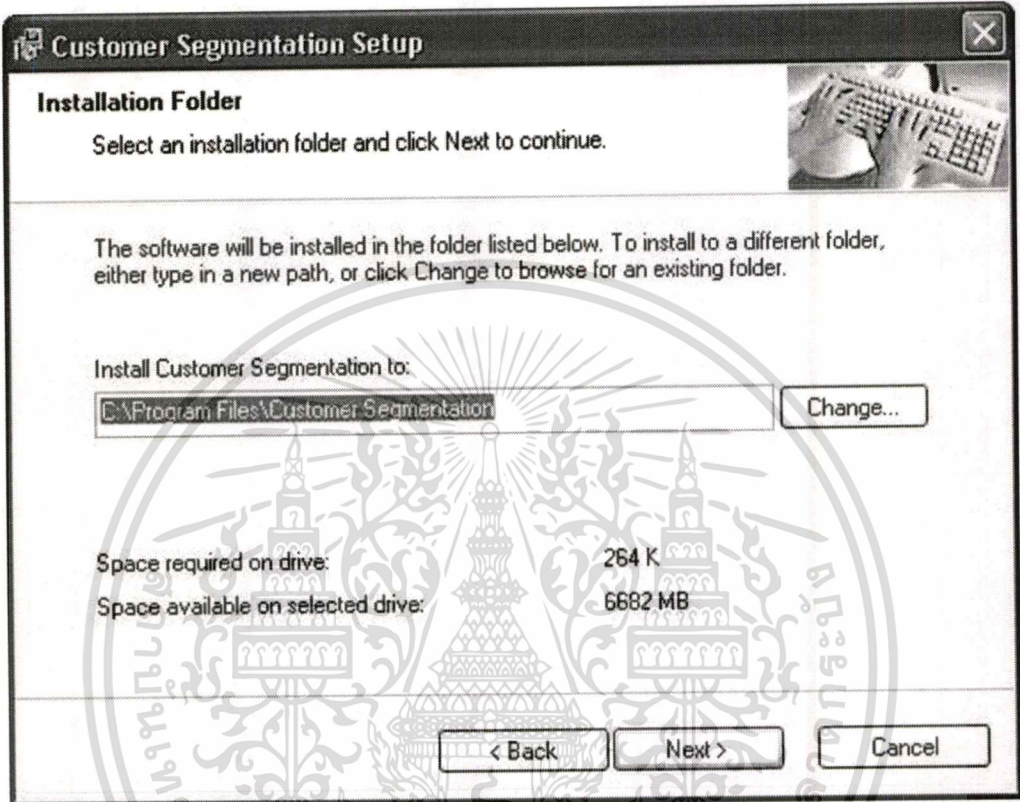 Customer Segmentation Setup
Installation Folder
Select an installation folder and click Next to continue.
The software will be installed in the folder listed below. To install to a different folder,
either type in a new path, or click Change to browse for an existing folder.
Install Customer Segmentation to:
C:\Program Files\Customer Segmentation
Change...
Space required on drive: 264 K
Space available on selected drive: 6682 MB
< Back
Next >
Cancel